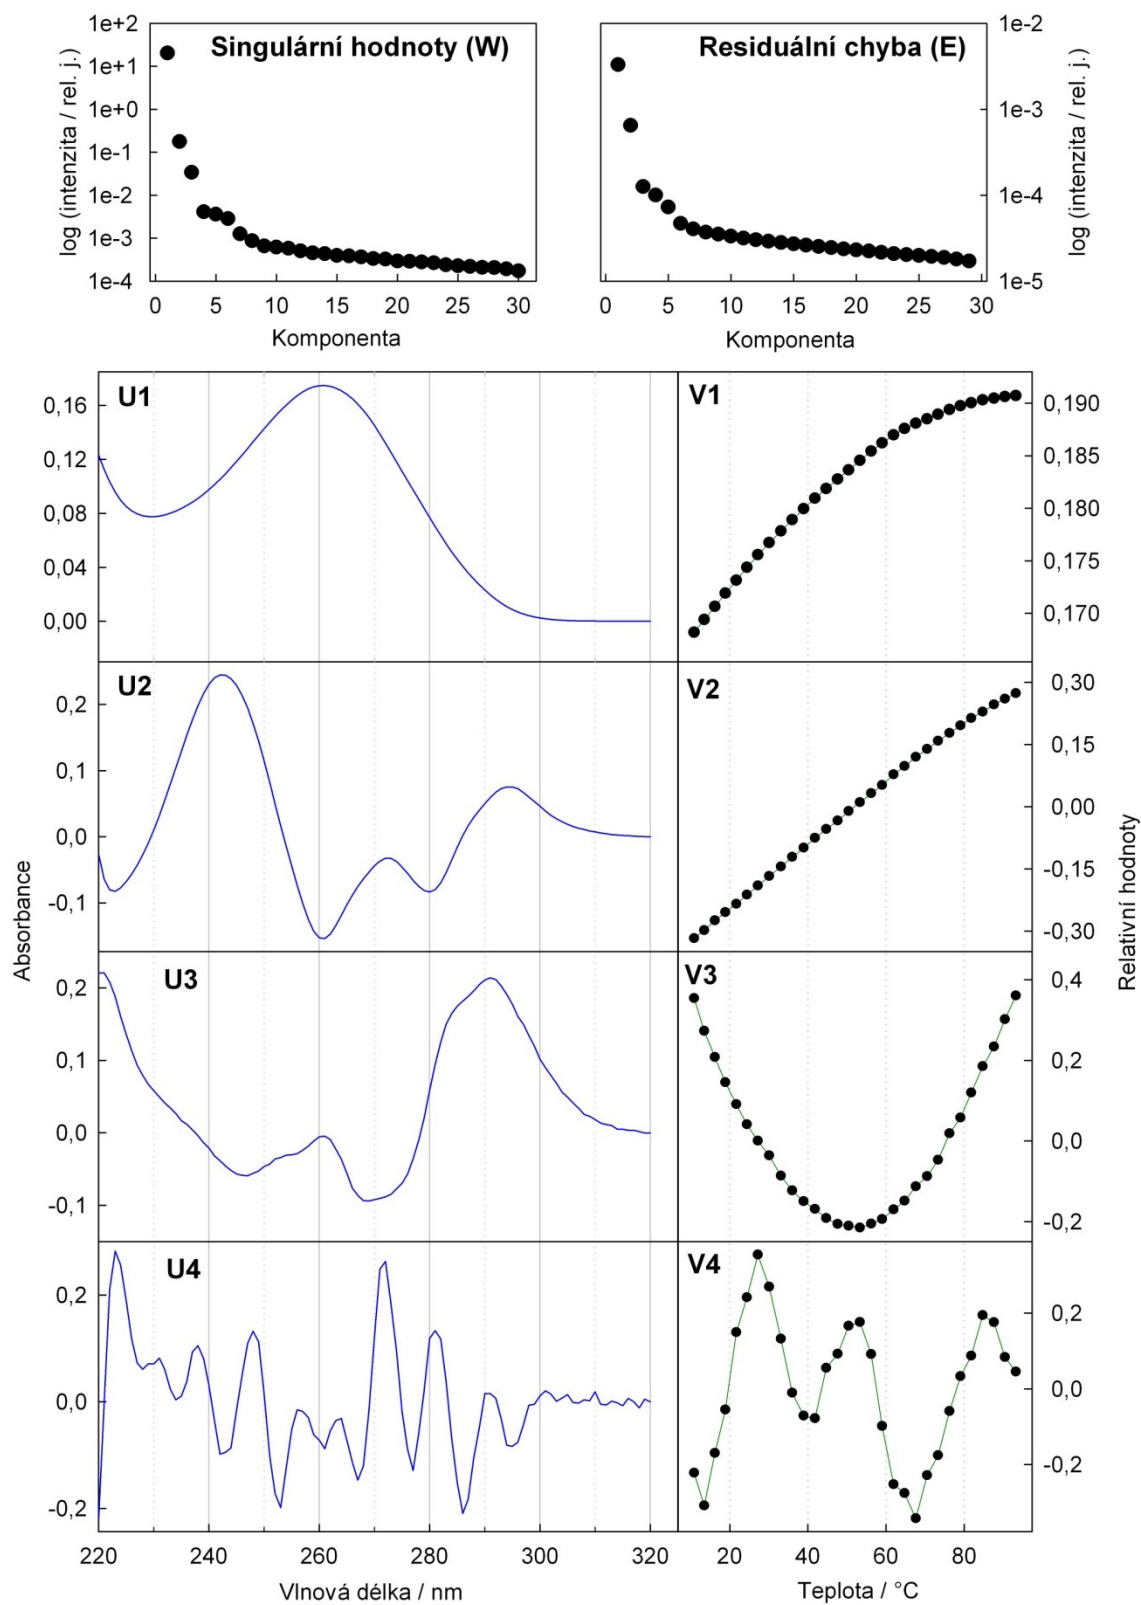 Singulární hodnoty (W)
log (intenzita / rel. j.)
1e+2
1e+1
1e+0
1e-1
1e-2
1e-3
1e-4
0 5 10 15 20 25 30
Komponenta
Residuální chyba (E)
log (intenzita / rel. j.)
1e-2
1e-3
1e-4
1e-5
0 5 10 15 20 25 30
Komponenta
U1
0,16
0,12
0,08
0,04
0,00
V1
0,190
0,185
0,180
0,175
0,170
U2
0,2
0,1
0,0
-0,1
V2
0,30
0,15
0,00
-0,15
-0,30
Absorbance
Relativní hodnoty
U3
0,2
0,1
0,0
-0,1
V3
0,4
0,2
0,0
-0,2
U4
0,2
0,0
-0,2
V4
0,2
0,0
-0,2
220 240 260 280 300 320
Vlnová délka / nm
20 40 60 80
Teplota / °C